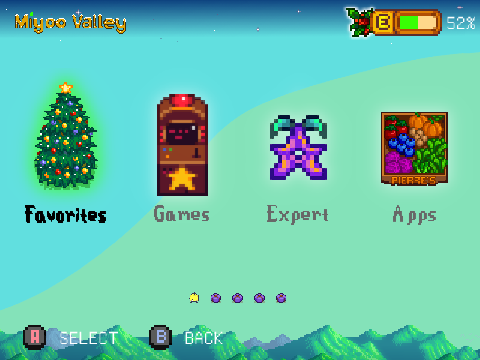 Miyoo Valley
B
52%
Favorites
Games
Expert
Apps
PIERRE'S
A SELECT B BACK